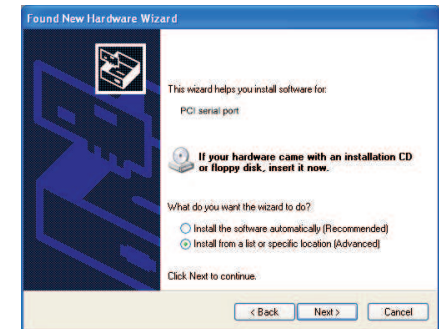 Found New Hardware Wizard
This wizard helps you install software for:
PCI serial port
If your hardware came with an installation CD
or floppy disk, insert it now.
What do you want the wizard to do?
Install the software automatically (Recommended)
Install from a list or specific location (Advanced)
Click Next to continue.
< Back
Next >
Cancel